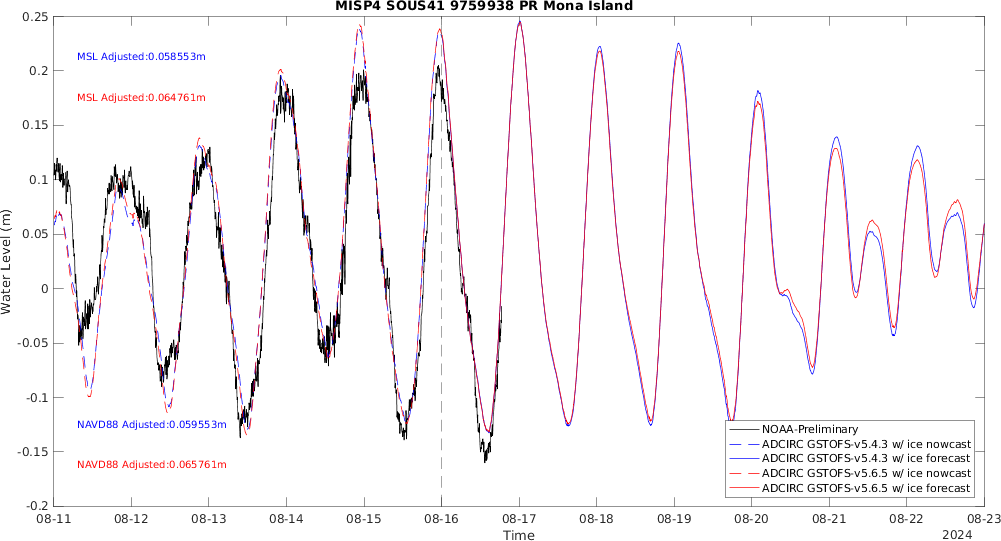 MISP4 SOUS41 9759938 PR Mona Island
0.25
0.2
0.15
0.1
0.05
0
-0.05
-0.1
-0.15
-0.2
Water Level (m)
MSL Adjusted:0.058553m
MSL Adjusted:0.064761m
NAVD88 Adjusted:0.059553m
NAVD88 Adjusted:0.065761m
NOAA-Preliminary
ADCIRC GSTOFS-v5.4.3 w/ ice nowcast
ADCIRC GSTOFS-v5.4.3 w/ ice forecast
ADCIRC GSTOFS-v5.6.5 w/ ice nowcast
ADCIRC GSTOFS-v5.6.5 w/ ice forecast
08-11 08-12 08-13 08-14 08-15 08-16 08-17 08-18 08-19 08-20 08-21 08-22 08-23
Time
2024